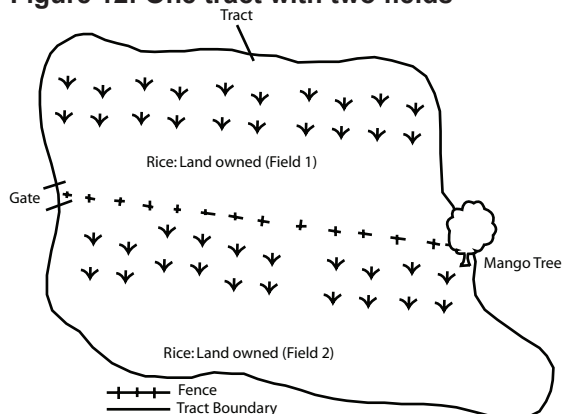 Figure 12: One tract with two fields
Tract
Rice: Land owned (Field 1)
Gate
Mango Tree
Rice: Land owned (Field 2)
Fence
Tract Boundary